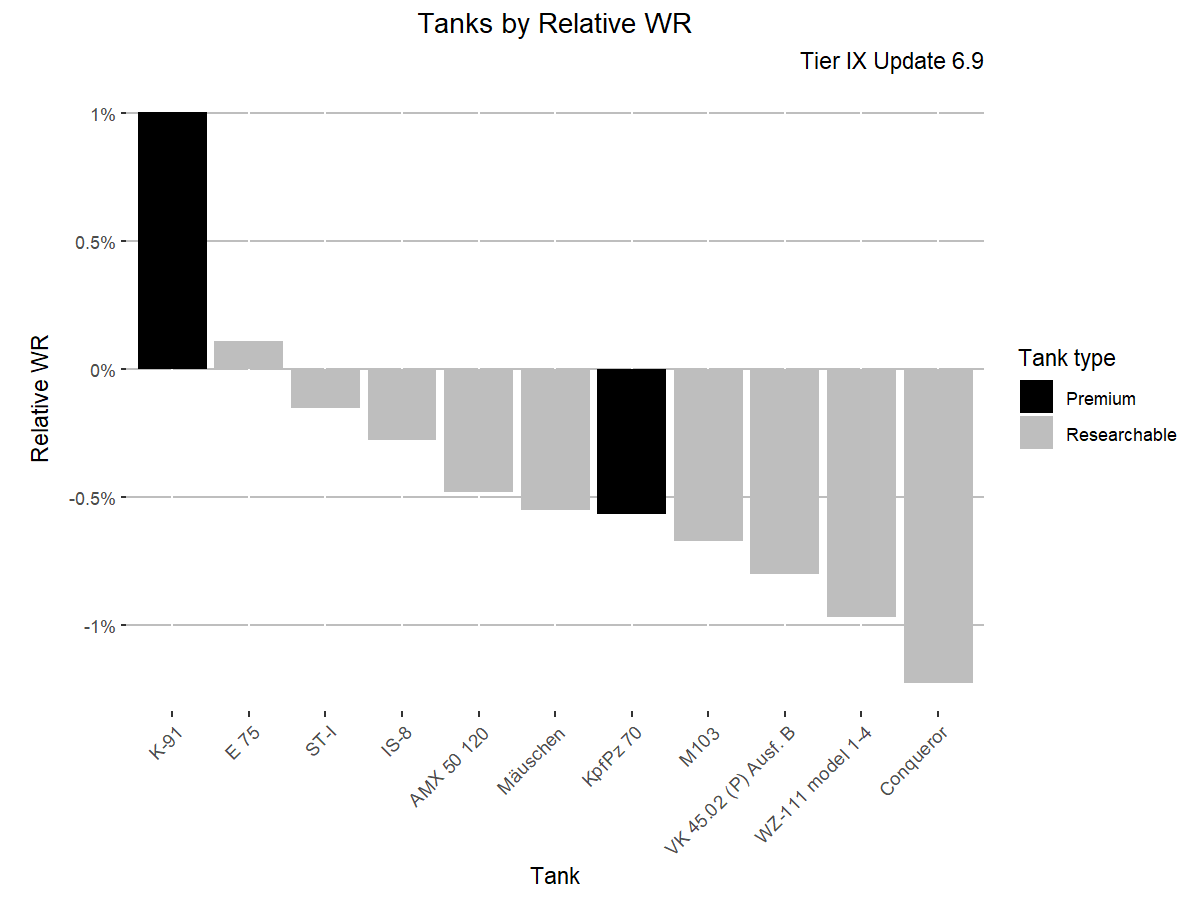 Tanks by Relative WR
Tier IX Update 6.9
Relative WR
1%
0.5%
0%
-0.5%
-1%
K-91
E 75
ST-I
IS-8
AMX 50 120
Mäuschen
KpfPz 70
M103
VK 45.02 (P) Ausf. B
WZ-111 model 1-4
Conqueror
Tank
Tank type
Premium
Researchable